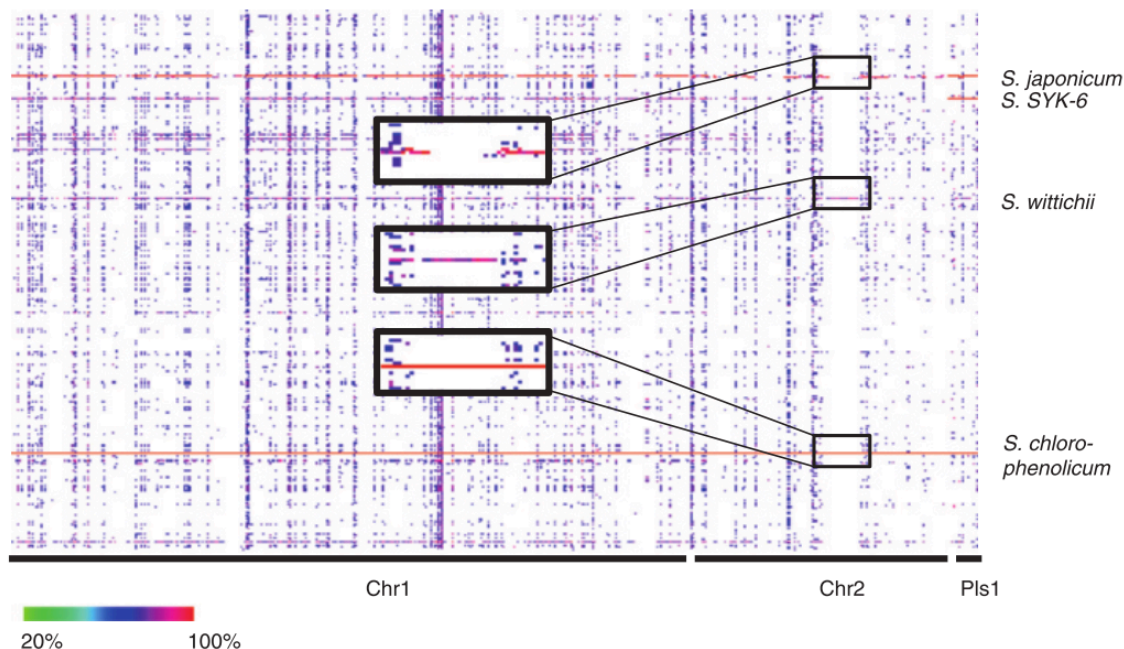 S. japonicum
S. SYK-6
S. wittichii
S. chloro-
phenolicum
Chr1
Chr2
Pls1
20%
100%